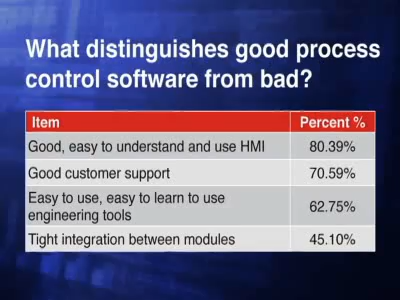 What distinguishes good process
control software from bad?
Item Percent %
Good, easy to understand and use HMI 80.39%
Good customer support 70.59%
Easy to use, easy to learn to use
engineering tools 62.75%
Tight integration between modules 45.10%